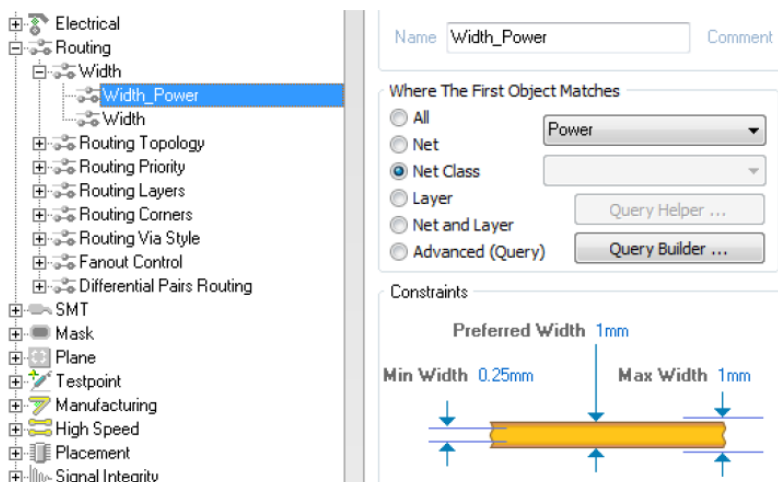 Electrical
Routing
Width
Width_Power
Width
Routing Topology
Routing Priority
Routing Layers
Routing Corners
Routing Via Style
Fanout Control
Differential Pairs Routing
SMT
Mask
Plane
Testpoint
Manufacturing
High Speed
Placement
Signal Integrity
Name Width_Power Comment
Where The First Object Matches
All
Net
Net Class
Layer
Net and Layer
Advanced (Query)
Power
Query Helper ...
Query Builder ...
Constraints
Preferred Width 1mm
Min Width 0.25mm Max Width 1mm